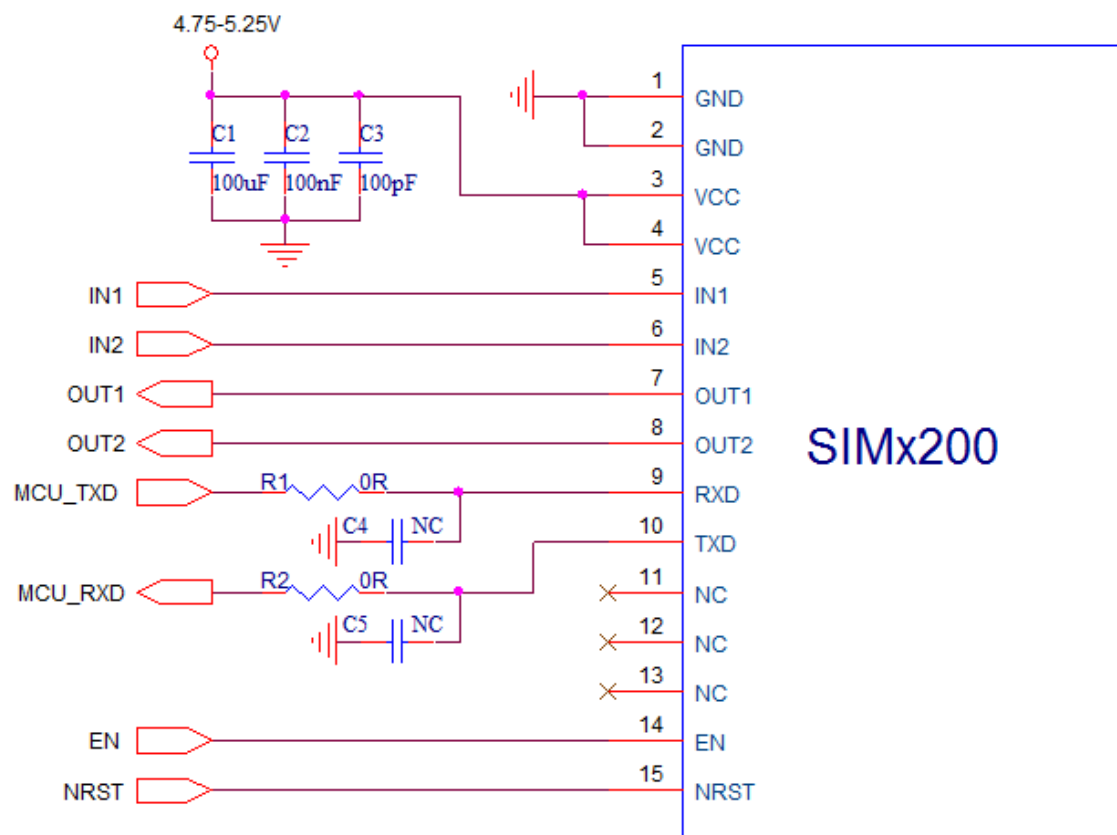 4.75-5.25V
C1 C2 C3
100uF 100nF 100pF
1 GND
2 GND
3 VCC
4 VCC
IN1 5 IN1
IN2 6 IN2
OUT1 7 OUT1
OUT2 8 OUT2
SIMx200
MCU_TXD R1 0R 9 RXD
C4 NC 10 TXD
MCU_RXD R2 0R 11 NC
C5 NC 12 NC
13 NC
EN 14 EN
NRST 15 NRST